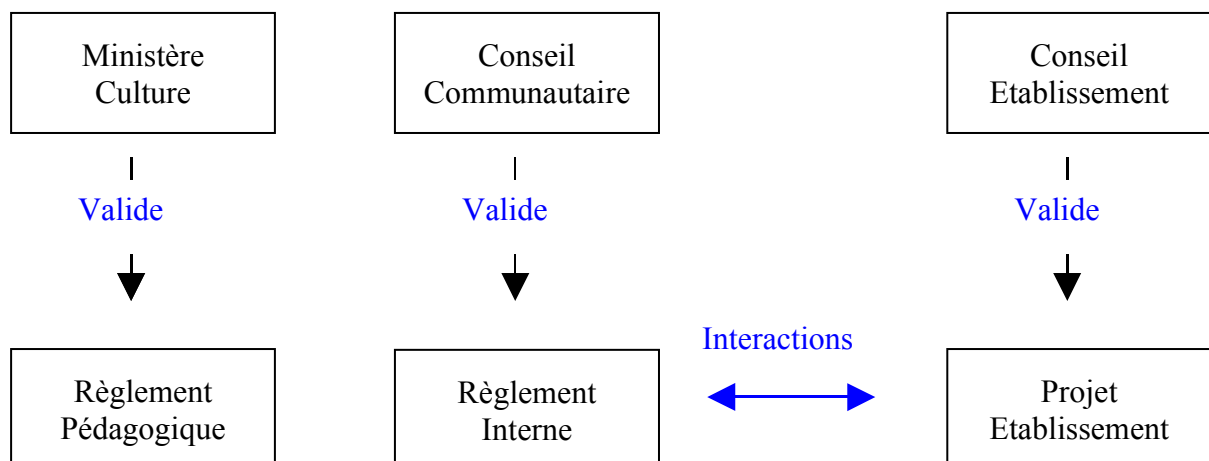 Ministère
Culture
Conseil
Communautaire
Conseil
Etablissement
Valide
Valide
Valide
Interactions
Règlement
Pédagogique
Règlement
Interne
Projet
Etablissement